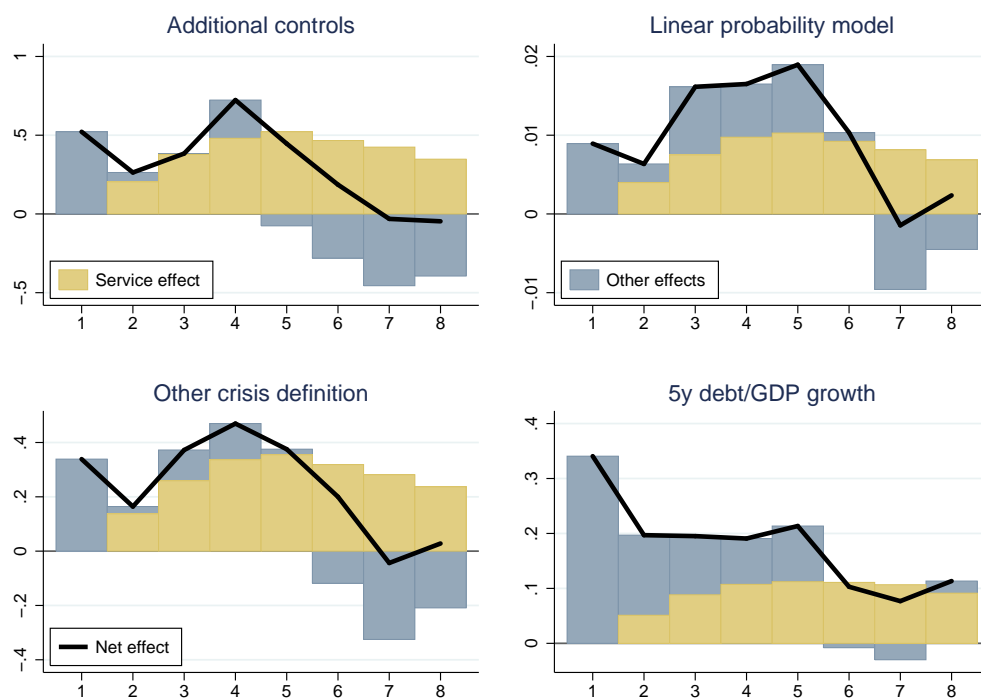 Additional controls
1
.5
0
-.5
Service effect
1 2 3 4 5 6 7 8
Linear probability model
.02
.01
0
-.01
Other effects
1 2 3 4 5 6 7 8
Other crisis definition
.4
.2
0
-.2
-.4
Net effect
1 2 3 4 5 6 7 8
5y debt/GDP growth
.4
.3
.2
.1
0
1 2 3 4 5 6 7 8